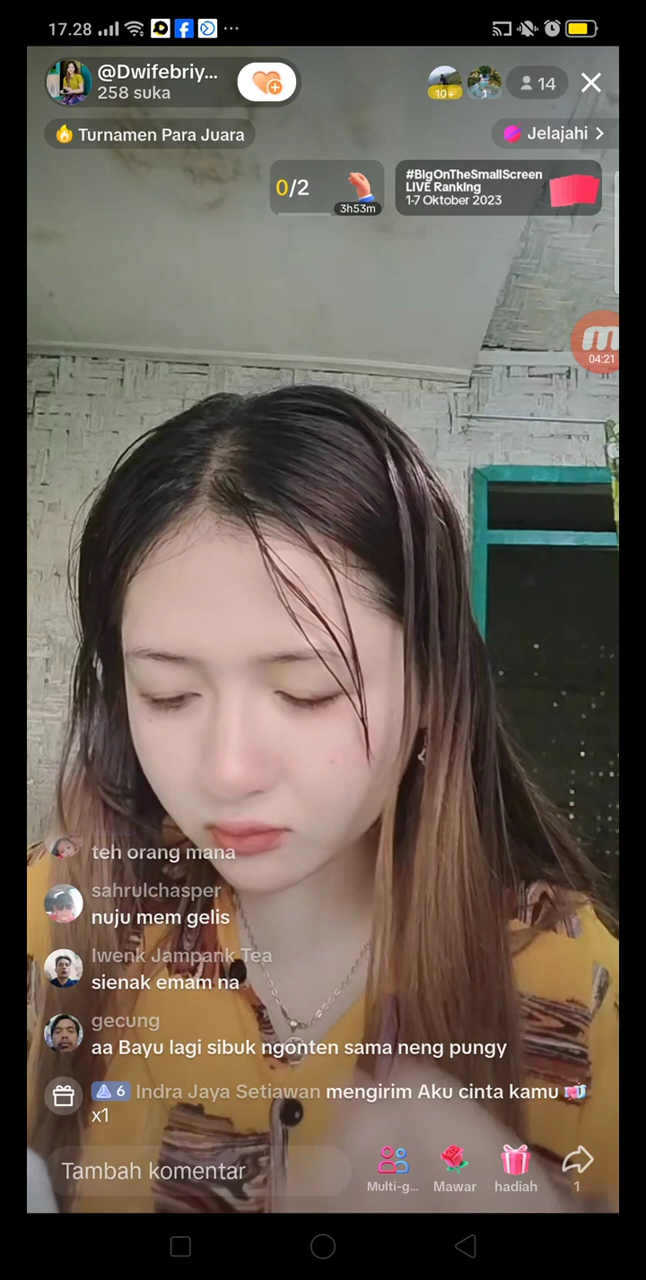 17.28
@Dwifebriy...
258 suka
10+
1
14
Turnamen Para Juara
Jelajahi
0/2
3h53m
#BigOnTheSmallScreen
LIVE Ranking
1-7 Oktober 2023
04:21
teh orang mana
sahrulchasper
nuju mem gelis
Iwenk Jampank Tea
sienak emam na
gecung
aa Bayu lagi sibuk ngonten sama neng pungy
6 Indra Jaya Setiawan mengirim Aku cinta kamu
x1
Tambah komentar
Multi-g...
Mawar
hadiah
1